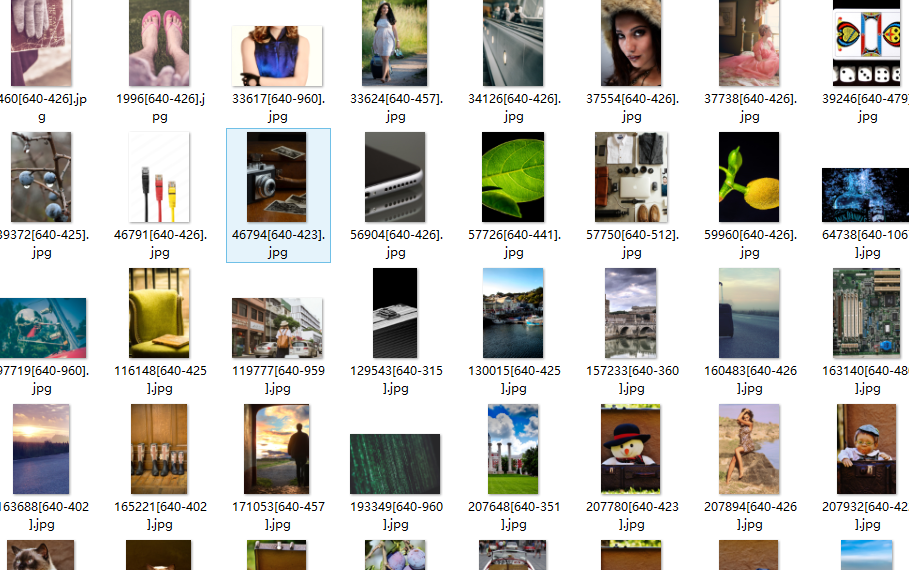 460[640-426].jp
g
1996[640-426].j
pg
33617[640-960].
jpg
33624[640-457].
jpg
34126[640-426].
jpg
37554[640-426].
jpg
37738[640-426].
jpg
39246[640-479]
.jpg
39372[640-425].
jpg
46791[640-426].
jpg
46794[640-423].
jpg
56904[640-426].
jpg
57726[640-441].
jpg
57750[640-512].
jpg
59960[640-426].
jpg
64738[640-106
].jpg
97719[640-960].
jpg
116148[640-425
].jpg
119777[640-959
].jpg
129543[640-315
].jpg
130015[640-425
].jpg
157233[640-360
].jpg
160483[640-426
].jpg
163140[640-48
].jpg
163688[640-402
].jpg
165221[640-402
].jpg
171053[640-457
].jpg
193349[640-960
].jpg
207648[640-351
].jpg
207780[640-423
].jpg
207894[640-426
].jpg
207932[640-42
].jpg